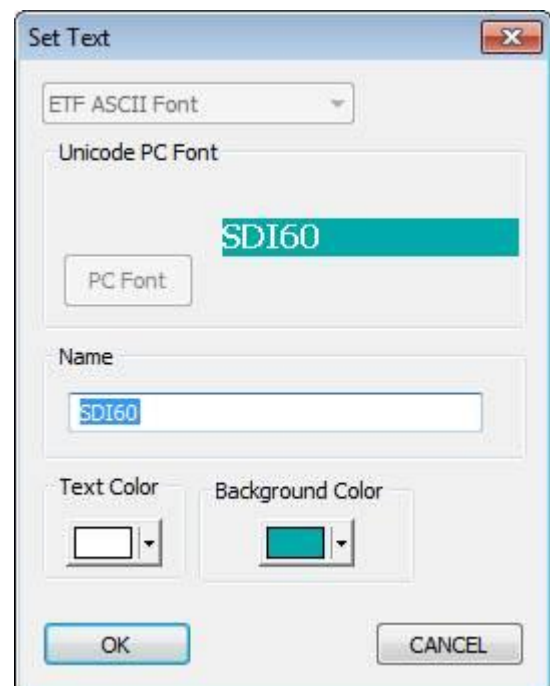 Set Text
ETF ASCII Font
Unicode PC Font
SDI60
PC Font
Name
SDI60
Text Color
Background Color
OK
CANCEL